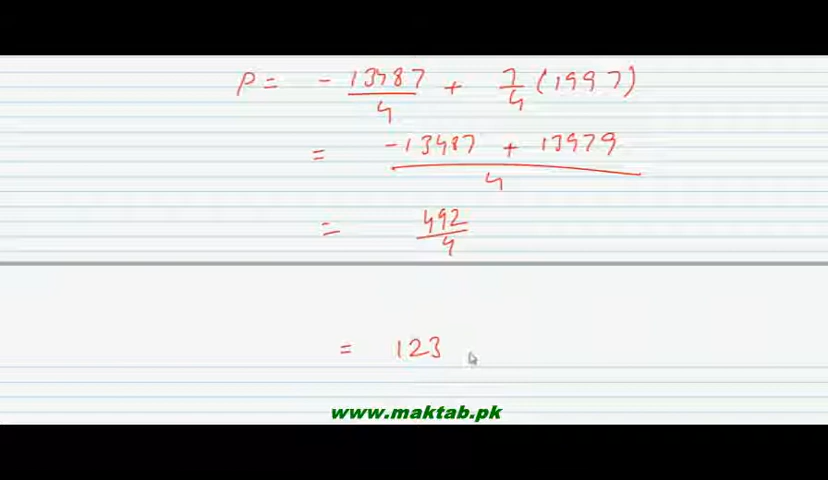 P = - 13487/4 + 7/4 (1997)
= -13487 + 13979 / 4
= 492/4
= 123
www.maktab.pk